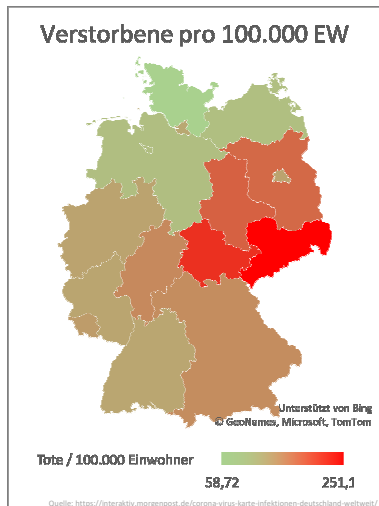 Verstorbene pro 100.000 EW
Unterstützt von Bing
© GeoNames, Microsoft, TomTom
Tote / 100.000 Einwohner
58,72 251,1
Quelle: https://interaktiv.morgenpost.de/corona-virus-karte-infektionen-deutschland-weltweit/